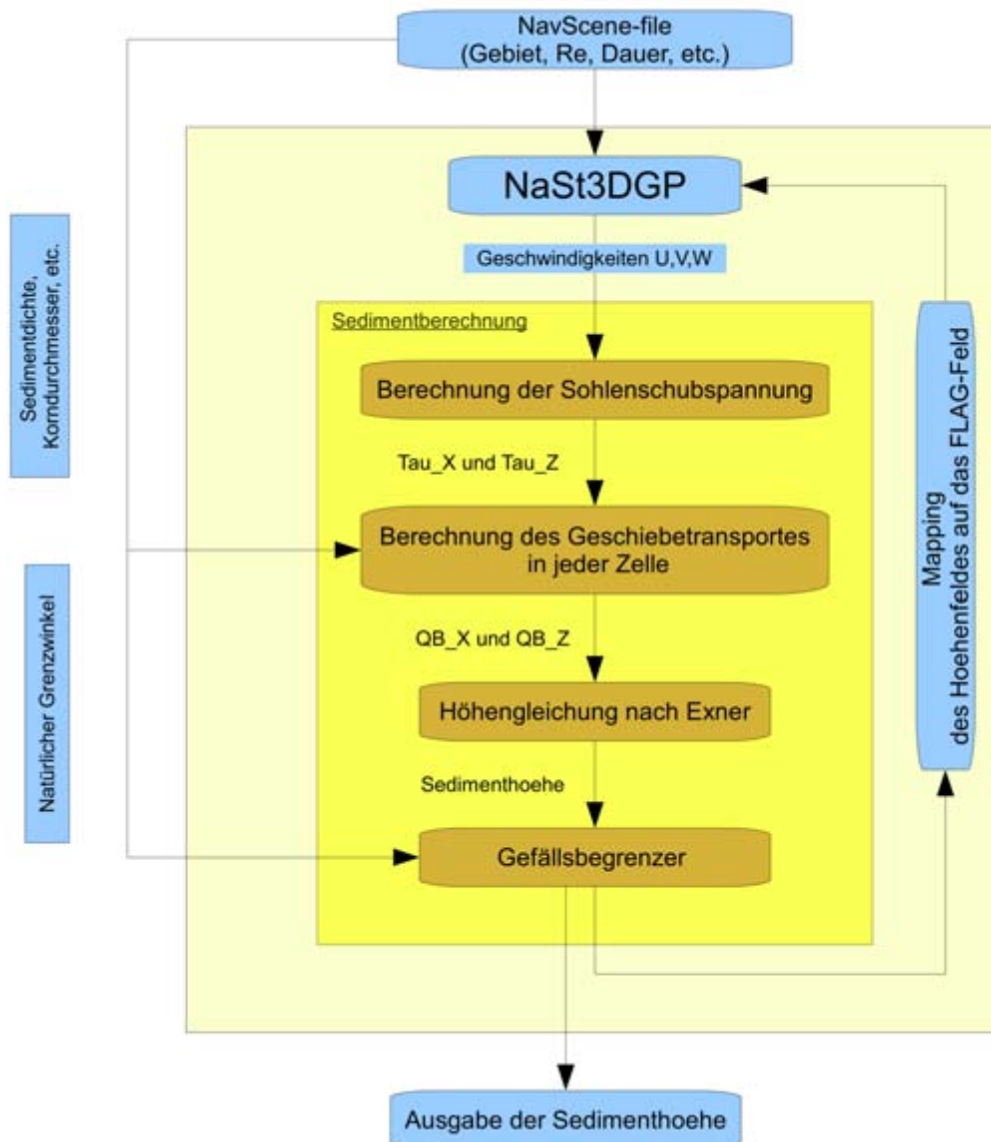 NavScene-file
(Gebiet, Re, Dauer, etc.)
NaSt3DGP
Geschwindigkeiten U,V,W
Sedimentberechnung
Berechnung der Sohlenschubspannung
Tau_X und Tau_Z
Berechnung des Geschiebetransportes
in jeder Zelle
QB_X und QB_Z
Höhengleichung nach Exner
Sedimenthoehe
Gefällsbegrenzer
Ausgabe der Sedimenthoehe
Sedimentdichte,
Korndurchmesser, etc.
Natürlicher Grenzwinkel
Mapping
des Hoehenfeldes auf das FLAG-Feld